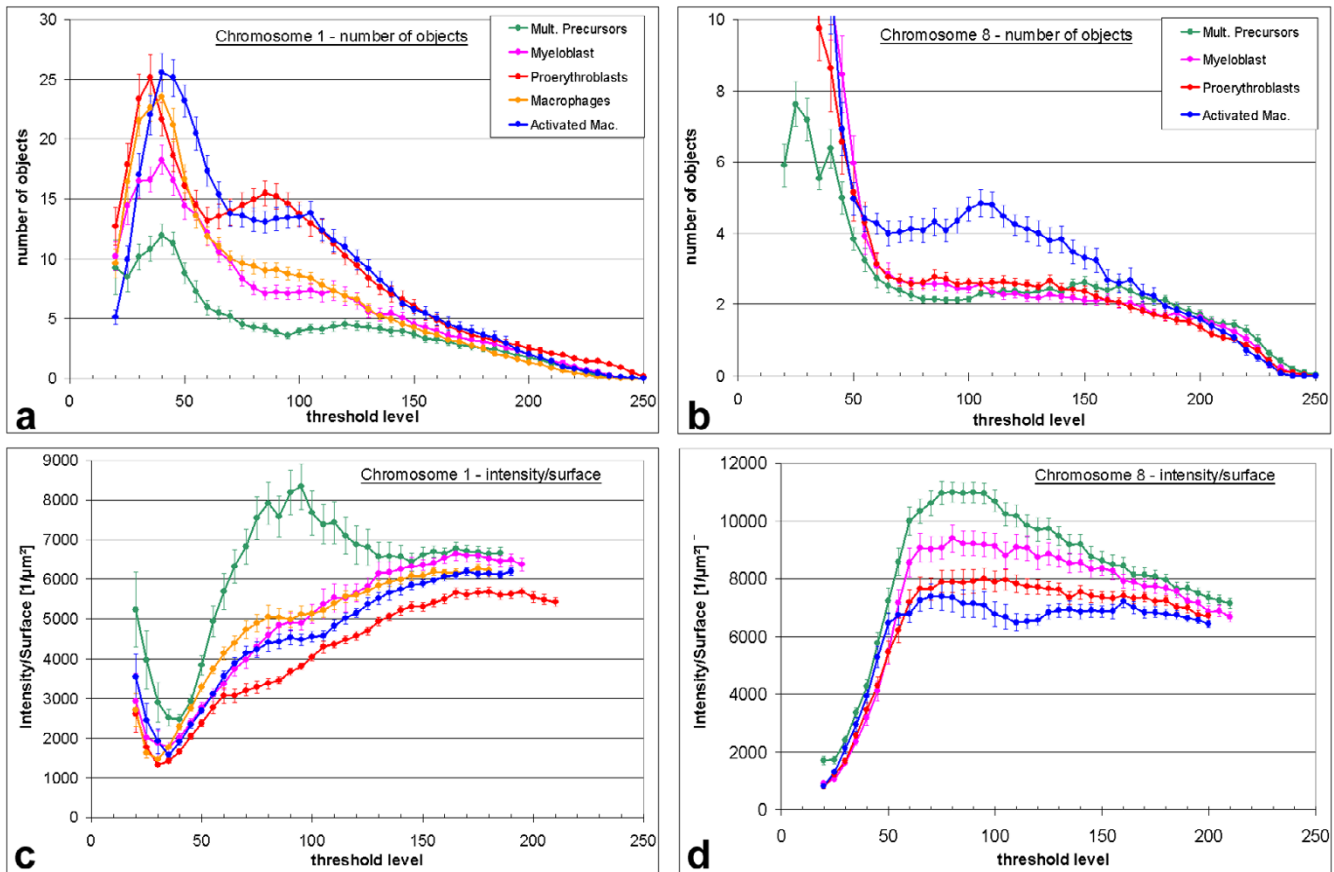 Chromosome 1 - number of objects
Mult. Precursors
Myeloblast
Proerythroblasts
Macrophages
Activated Mac.
number of objects
30
25
20
15
10
5
0
0 50 100 150 200 250
threshold level
a
Chromosome 8 - number of objects
Mult. Precursors
Myeloblast
Proerythroblasts
Activated Mac.
number of objects
10
8
6
4
2
0
0 50 100 150 200 250
threshold level
b
Chromosome 1 - intensity/surface
Intensity/Surface [1/µm²]
9000
8000
7000
6000
5000
4000
3000
2000
1000
0
0 50 100 150 200 250
threshold level
c
Chromosome 8 - intensity/surface
Intensity/Surface [1/µm²]
12000
10000
8000
6000
4000
2000
0
0 50 100 150 200 250
threshold level
d